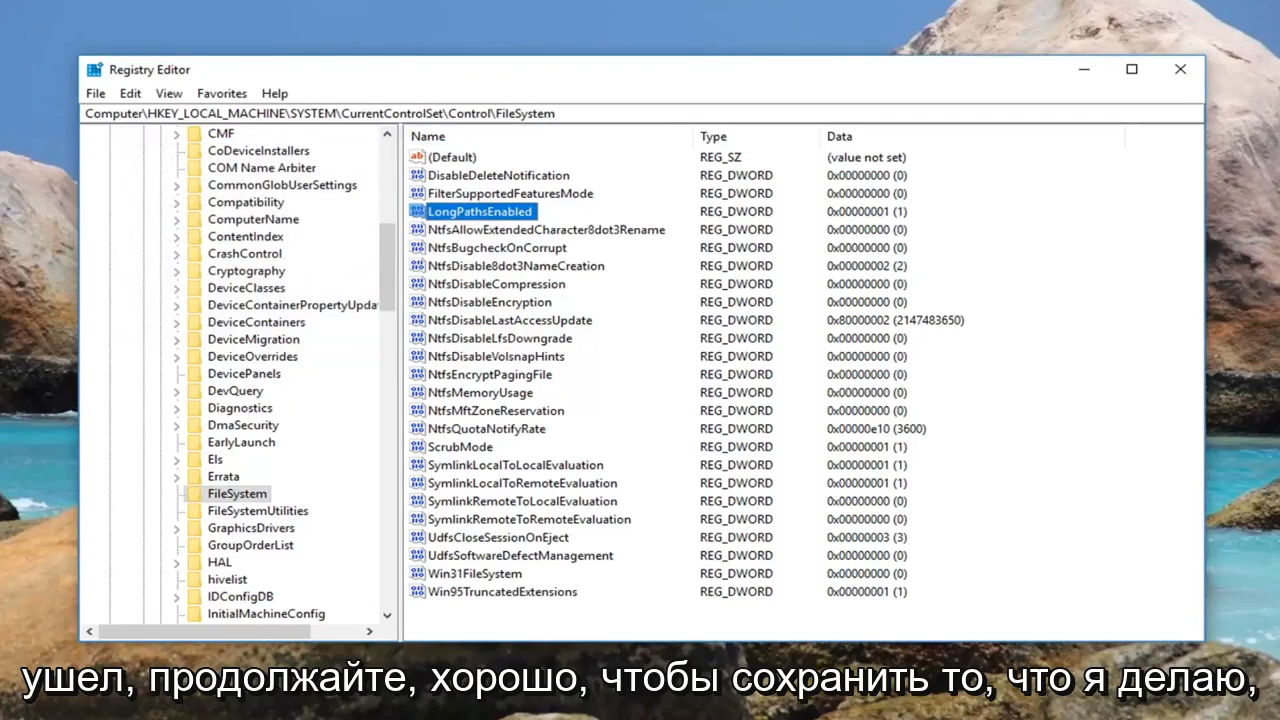 Registry Editor
File Edit View Favorites Help
Computer\HKEY_LOCAL_MACHINE\SYSTEM\CurrentControlSet\Control\FileSystem
CMF
CoDeviceInstallers
COM Name Arbiter
CommonGlobUserSettings
Compatibility
ComputerName
ContentIndex
CrashControl
Cryptography
DeviceClasses
DeviceContainerPropertyUpda
DeviceContainers
DeviceMigration
DeviceOverrides
DevicePanels
DevQuery
Diagnostics
DmaSecurity
EarlyLaunch
Els
Errata
FileSystem
FileSystemUtilities
GraphicsDrivers
GroupOrderList
HAL
hivelist
IDConfigDB
InitialMachineConfig
Name Type Data
(Default) REG_SZ (value not set)
DisableDeleteNotification REG_DWORD 0x00000000 (0)
FilterSupportedFeaturesMode REG_DWORD 0x00000000 (0)
LongPathsEnabled REG_DWORD 0x00000001 (1)
NtfsAllowExtendedCharacter8dot3Rename REG_DWORD 0x00000000 (0)
NtfsBugcheckOnCorrupt REG_DWORD 0x00000000 (0)
NtfsDisable8dot3NameCreation REG_DWORD 0x00000002 (2)
NtfsDisableCompression REG_DWORD 0x00000000 (0)
NtfsDisableEncryption REG_DWORD 0x00000000 (0)
NtfsDisableLastAccessUpdate REG_DWORD 0x80000002 (2147483650)
NtfsDisableLfsDowngrade REG_DWORD 0x00000000 (0)
NtfsDisableVolsnapHints REG_DWORD 0x00000000 (0)
NtfsEncryptPagingFile REG_DWORD 0x00000000 (0)
NtfsMemoryUsage REG_DWORD 0x00000000 (0)
NtfsMftZoneReservation REG_DWORD 0x00000000 (0)
NtfsQuotaNotifyRate REG_DWORD 0x00000e10 (3600)
ScrubMode REG_DWORD 0x00000001 (1)
SymlinkLocalToLocalEvaluation REG_DWORD 0x00000001 (1)
SymlinkLocalToRemoteEvaluation REG_DWORD 0x00000001 (1)
SymlinkRemoteToLocalEvaluation REG_DWORD 0x00000000 (0)
SymlinkRemoteToRemoteEvaluation REG_DWORD 0x00000000 (0)
UdfsCloseSessionOnEject REG_DWORD 0x00000003 (3)
UdfsSoftwareDefectManagement REG_DWORD 0x00000000 (0)
Win31FileSystem REG_DWORD 0x00000000 (0)
Win95TruncatedExtensions REG_DWORD 0x00000001 (1)
ушел, продолжайте, хорошо, чтобы сохранить то, что я делаю,